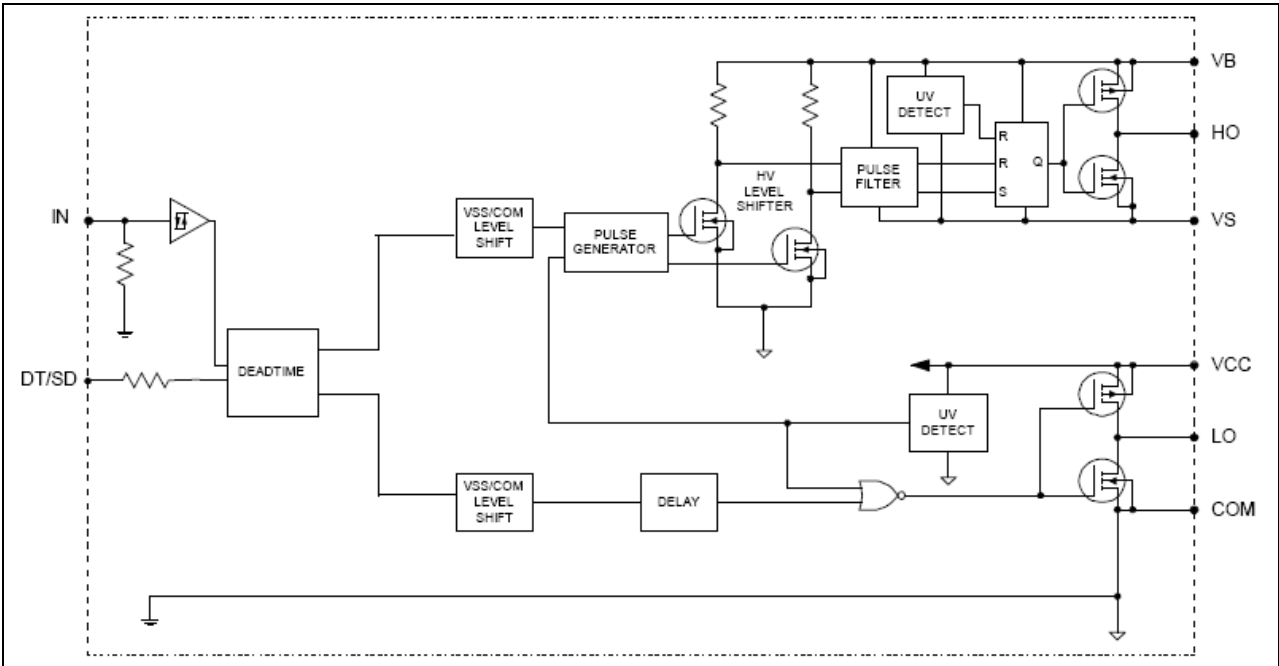 VB
UV
DETECT
HO
R
R
Q
S
PULSE
FILTER
HV
LEVEL
SHIFTER
IN
VSS/COM
LEVEL
SHIFT
PULSE
GENERATOR
VS
DEADTIME
DT/SD
VCC
UV
DETECT
LO
VSS/COM
LEVEL
SHIFT
DELAY
COM